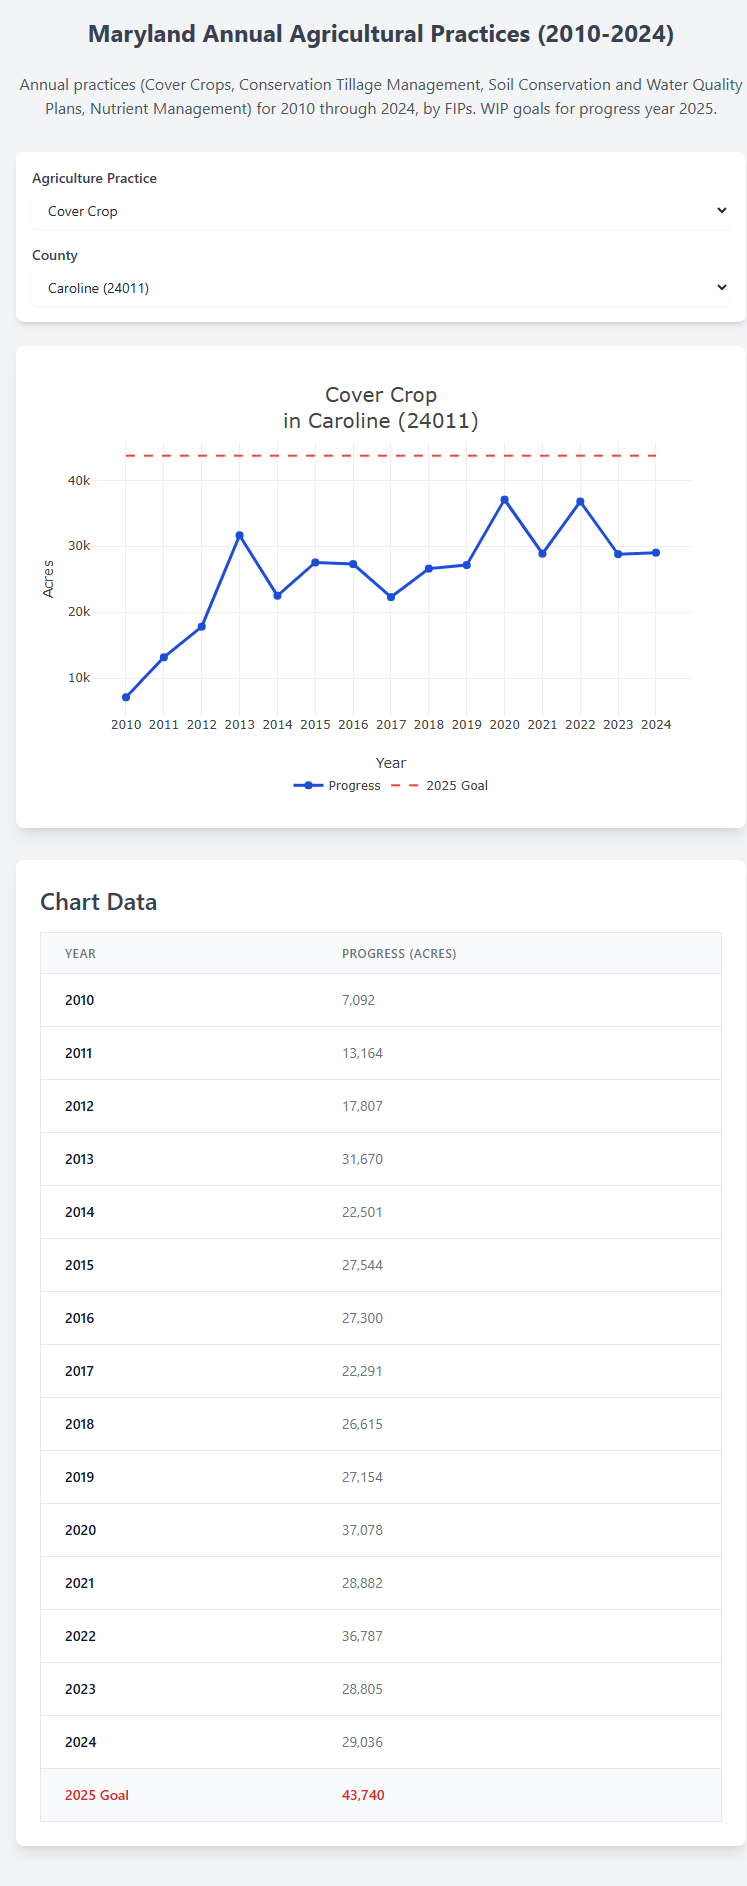 Maryland Annual Agricultural Practices (2010-2024)
Annual practices (Cover Crops, Conservation Tillage Management, Soil Conservation and Water Quality
Plans, Nutrient Management) for 2010 through 2024, by FIPs. WIP goals for progress year 2025.
Agriculture Practice
Cover Crop
County
Caroline (24011)
Cover Crop
in Caroline (24011)
40k
30k
20k
10k
Acres
2010 2011 2012 2013 2014 2015 2016 2017 2018 2019 2020 2021 2022 2023 2024
Year
Progress 2025 Goal
Chart Data
YEAR PROGRESS (ACRES)
2010 7,092
2011 13,164
2012 17,807
2013 31,670
2014 22,501
2015 27,544
2016 27,300
2017 22,291
2018 26,615
2019 27,154
2020 37,078
2021 28,882
2022 36,787
2023 28,805
2024 29,036
2025 Goal 43,740